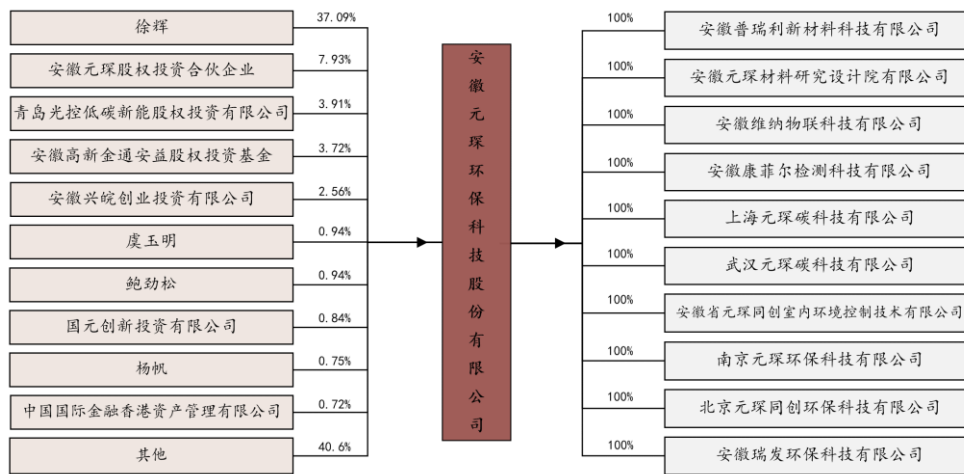 徐辉
37.09%
安徽元琛股权投资合伙企业
7.93%
青岛光控低碳新能股权投资有限公司
3.91%
安徽高新金通安益股权投资基金
3.72%
安徽兴皖创业投资有限公司
2.56%
虞玉明
0.94%
鲍劲松
0.94%
国元创新投资有限公司
0.84%
杨帆
0.75%
中国国际金融香港资产管理有限公司
0.72%
其他
40.6%
安徽元琛环保科技股份有限公司
100%
安徽普瑞利新材料科技有限公司
100%
安徽元琛材料研究设计院有限公司
100%
安徽维纳物联科技有限公司
100%
安徽康菲尔检测科技有限公司
100%
上海元琛碳科技有限公司
100%
武汉元琛碳科技有限公司
100%
安徽省元琛同创室内环境控制技术有限公司
100%
南京元琛环保科技有限公司
100%
北京元琛同创环保科技有限公司
100%
安徽瑞发环保科技有限公司